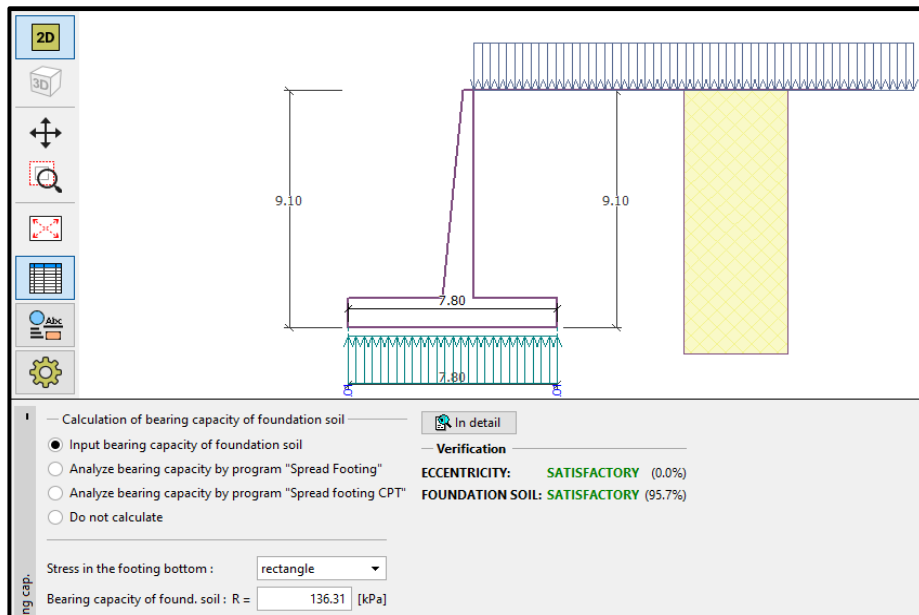 2D
3D
9.10
9.10
7.80
7.80
Abc
Calculation of bearing capacity of foundation soil
Input bearing capacity of foundation soil
Analyze bearing capacity by program "Spread Footing"
Analyze bearing capacity by program "Spread footing CPT"
Do not calculate
Stress in the footing bottom : rectangle
Bearing capacity of found. soil : R = 136.31 [kPa]
In detail
Verification
ECCENTRICITY: SATISFACTORY (0.0%)
FOUNDATION SOIL: SATISFACTORY (95.7%)
ng cap.